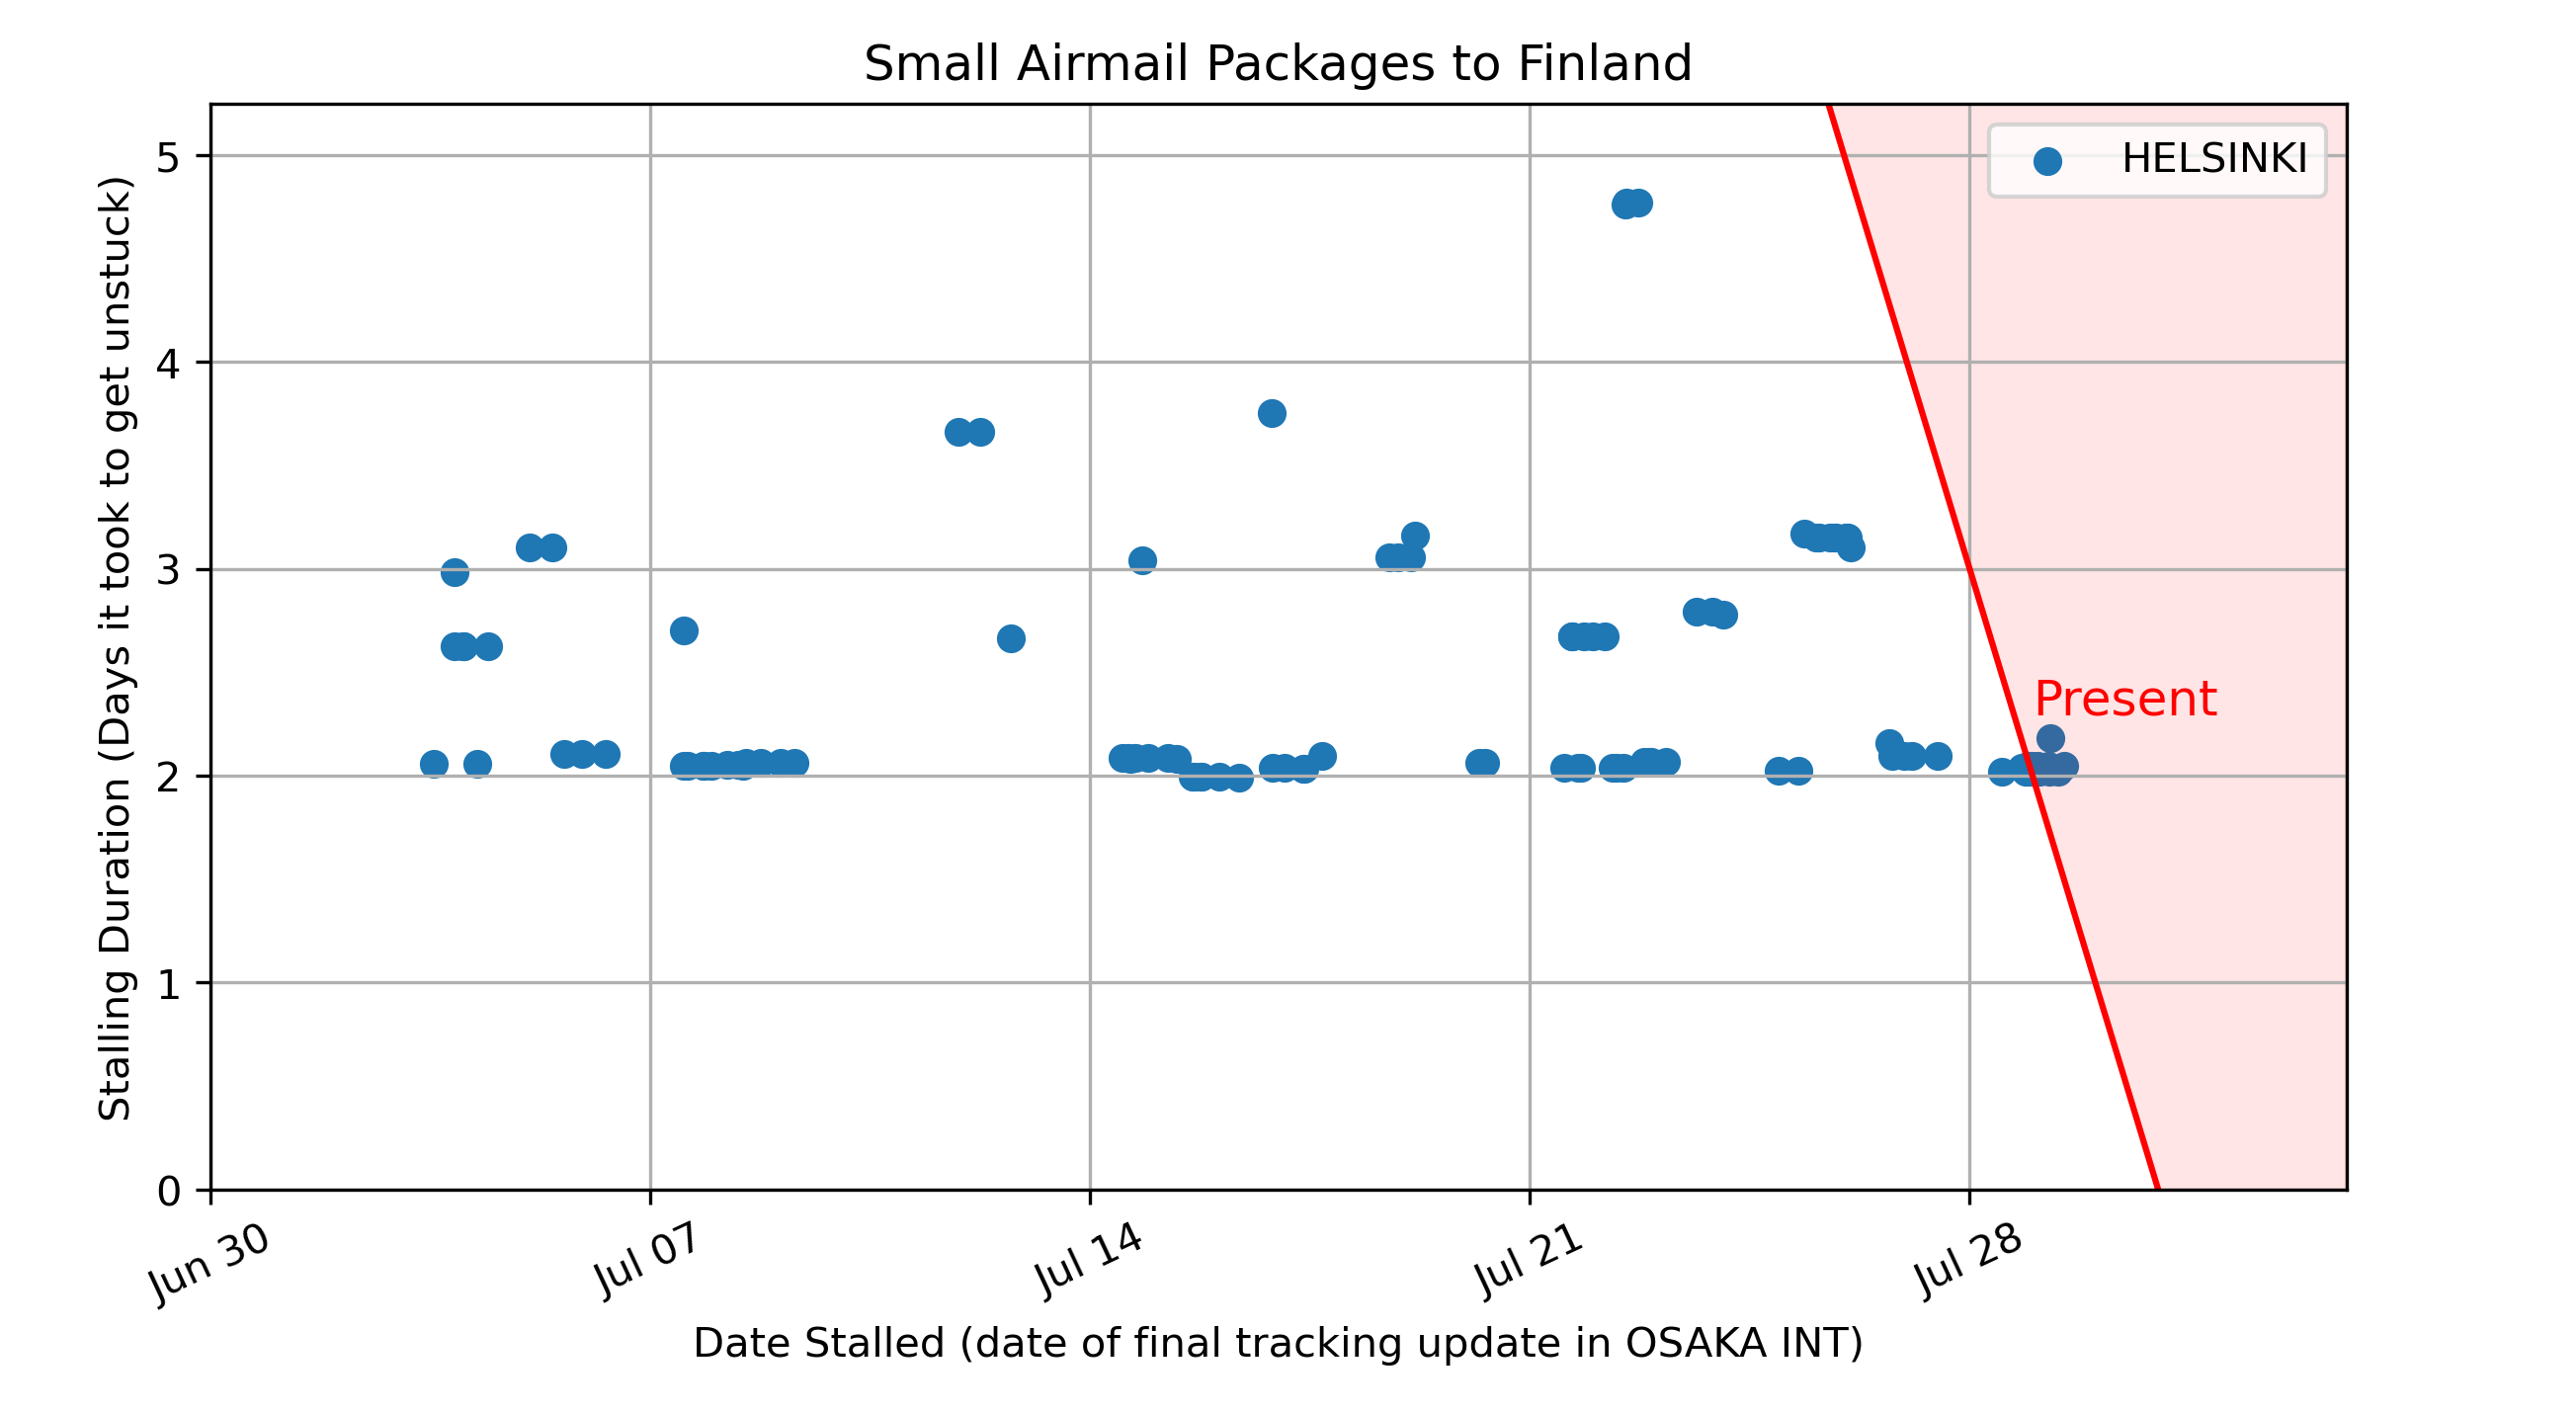 Small Airmail Packages to Finland
HELSINKI
Stalling Duration (Days it took to get unstuck)
5
4
3
2
1
0
Present
Jun 30
Jul 07
Jul 14
Jul 21
Jul 28
Date Stalled (date of final tracking update in OSAKA INT)